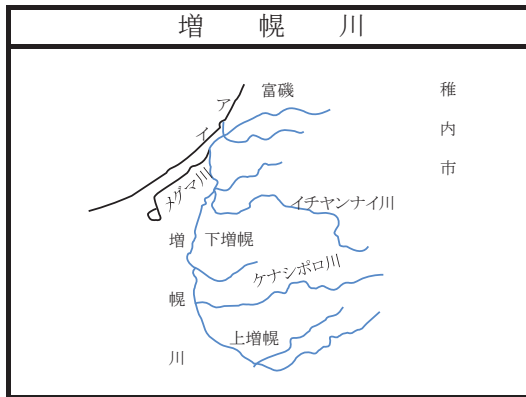 増幌川
富磯
稚内市
ア
イ
メグマ川
イチヤンナイ川
増幌川
下増幌
ケナシポロ川
上増幌